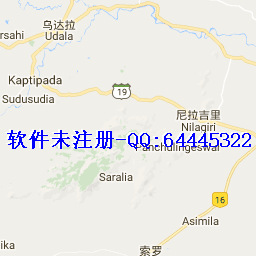 乌达拉
Udala
rsahi
Kaptipada
Sudusudia
19
尼拉吉里
Nilagiri
软件未注册-QQ:64445322
Panchulingeswar
Saralia
16
Asimila
ika
索罗